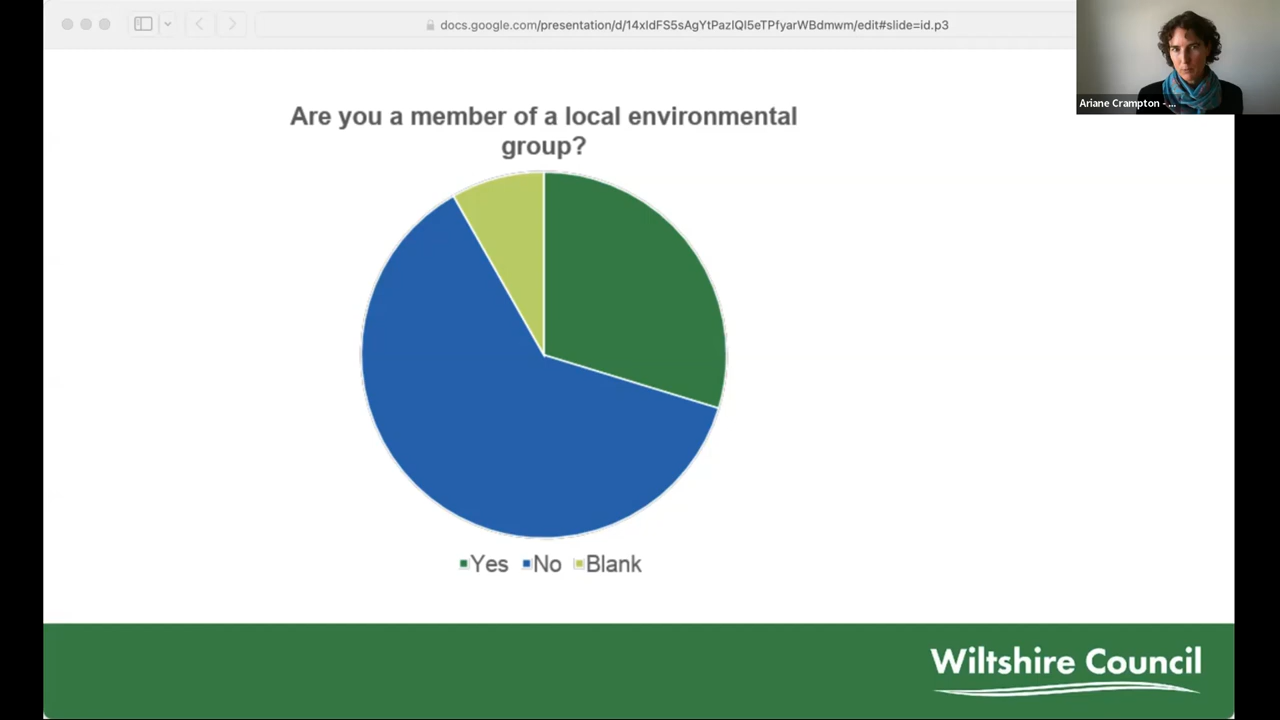 docs.google.com/presentation/d/14xIdFS5sAgYtPazIQl5eTPfyarWBdmwm/edit#slide=id.p3
Ariane Crampton - ...
Are you a member of a local environmental
group?
Yes No Blank
Wiltshire Council